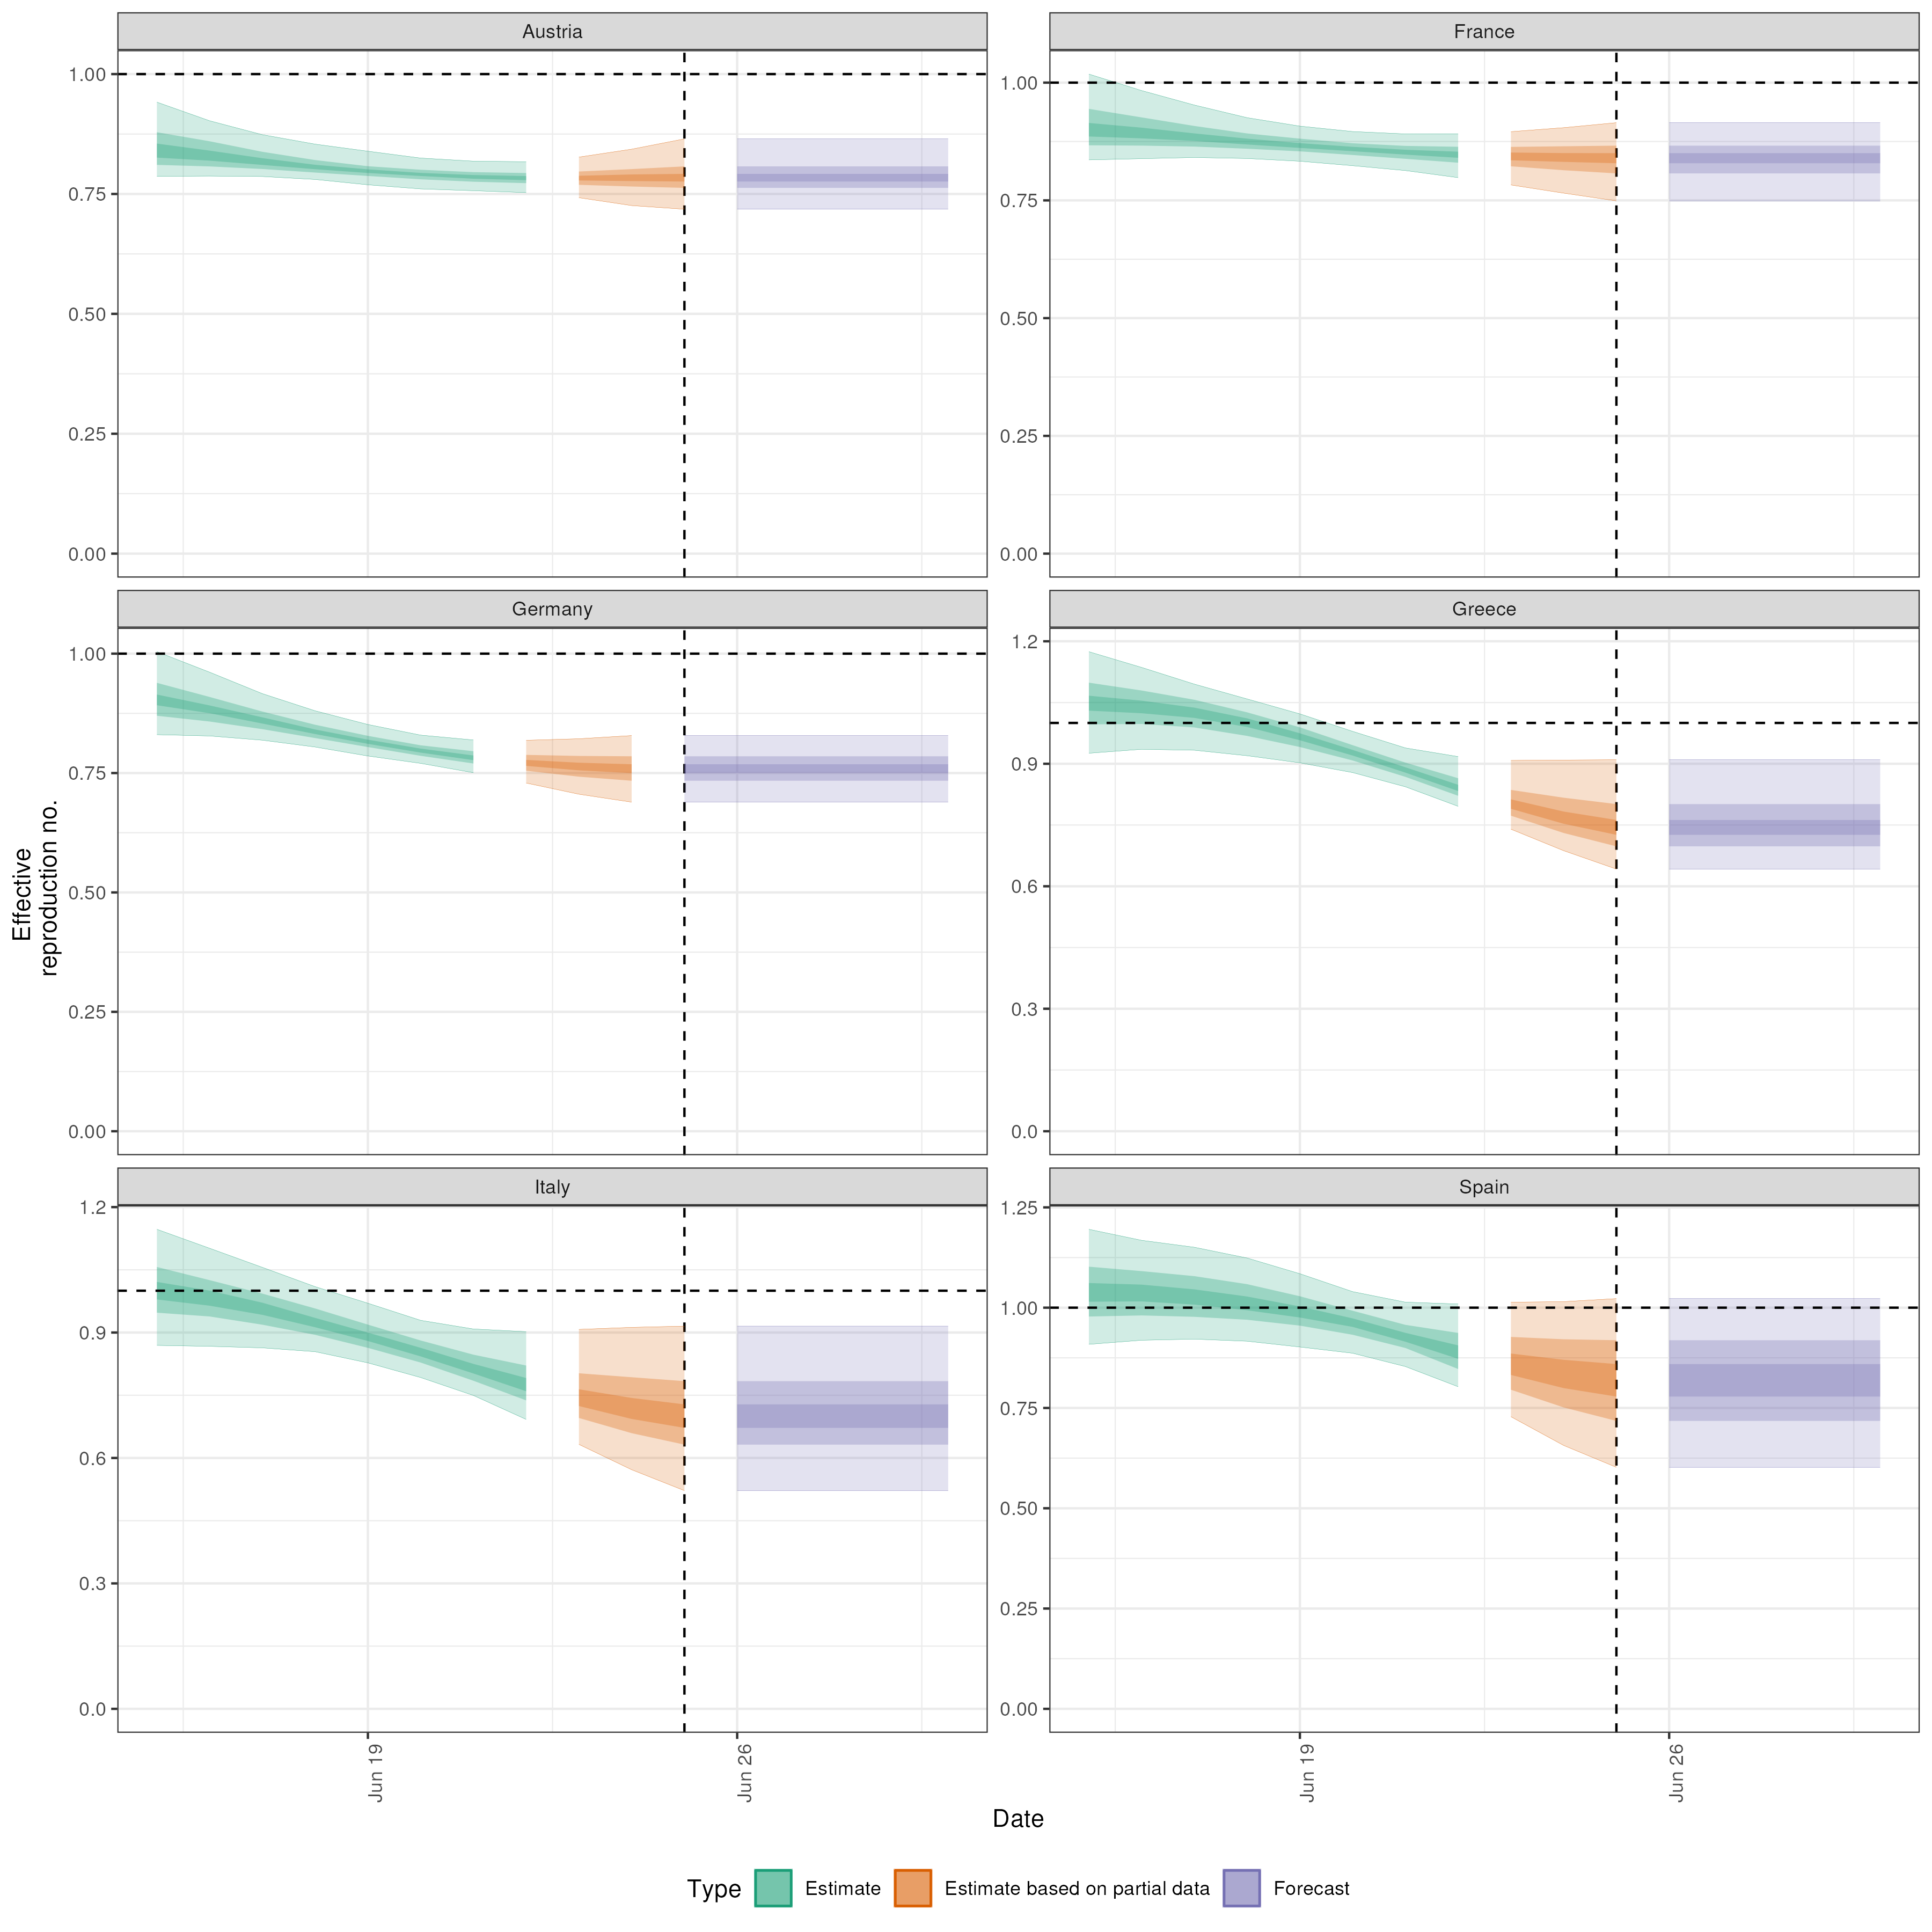 Austria
France
1.00
0.75
0.50
0.25
0.00
1.00
0.75
0.50
0.25
0.00
Germany
Greece
1.00
0.75
0.50
0.25
0.00
1.2
0.9
0.6
0.3
0.0
Effective
reproduction no.
Italy
Spain
1.2
0.9
0.6
0.3
0.0
1.25
1.00
0.75
0.50
0.25
0.00
Jun 19
Jun 26
Jun 19
Jun 26
Date
Type Estimate Estimate based on partial data Forecast